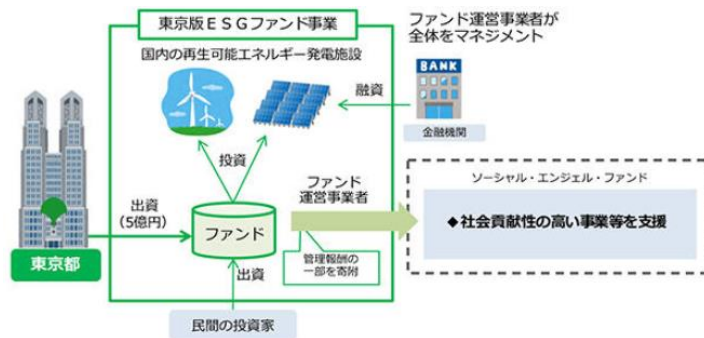 東京版ESGファンド事業
国内の再生可能エネルギー発電施設
ファンド運営事業者が
全体をマネジメント
BANK
融資
金融機関
投資
出資
(5億円)
東京都
ファンド
ファンド
運営事業者
管理報酬の
一部を寄附
出資
民間の投資家
ソーシャル・エンジェル・ファンド
◆社会貢献性の高い事業等を支援